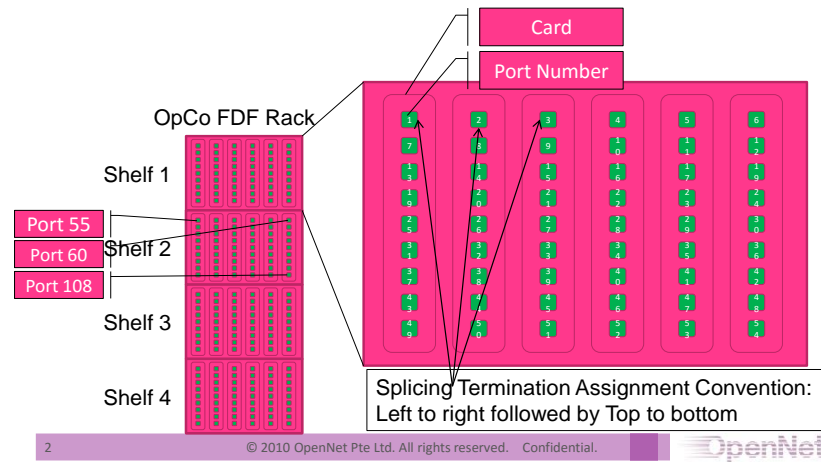 Card
Port Number
OpCo FDF Rack
Shelf 1
Shelf 2
Shelf 3
Shelf 4
Port 55
Port 60
Port 108
1 2 3 4 5 6
7 8 9 10 11 12
13 14 15 16 17 19
19 20 21 22 23 24
25 26 27 28 29 30
31 32 33 34 35 36
37 38 39 40 41 42
43 44 45 46 47 48
49 50 51 52 53 54
Splicing Termination Assignment Convention:
Left to right followed by Top to bottom
2
© 2010 OpenNet Pte Ltd. All rights reserved. Confidential.
OpenNet